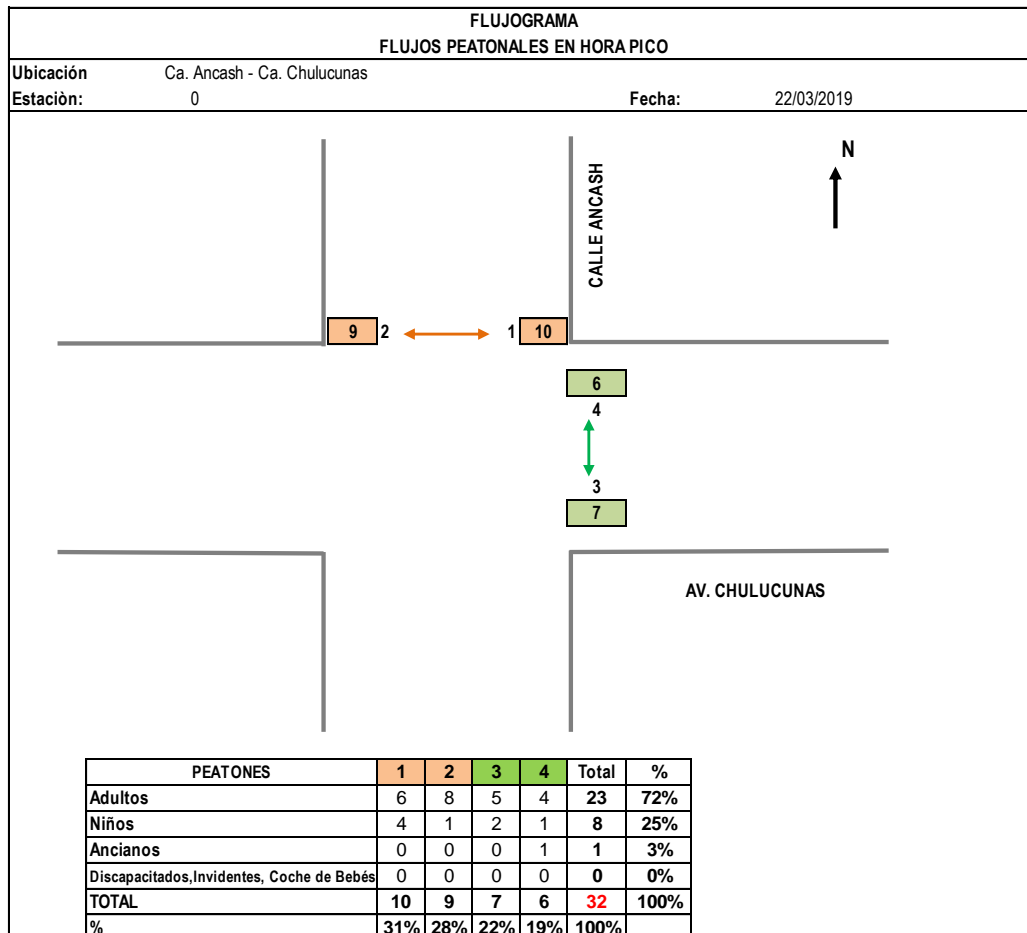 FLUJOGRAMA
FLUJOS PEATONALES EN HORA PICO
Ubicación Ca. Ancash - Ca. Chulucunas
Estaciòn: 0 Fecha: 22/03/2019
N
CALLE ANCASH
9 2 1 10
6
4
3
7
AV. CHULUCUNAS
PEATONES 1 2 3 4 Total %
Adultos 6 8 5 4 23 72%
Niños 4 1 2 1 8 25%
Ancianos 0 0 0 1 1 3%
Discapacitados,Invidentes, Coche de Bebés 0 0 0 0 0 0%
TOTAL 10 9 7 6 32 100%
% 31% 28% 22% 19% 100%